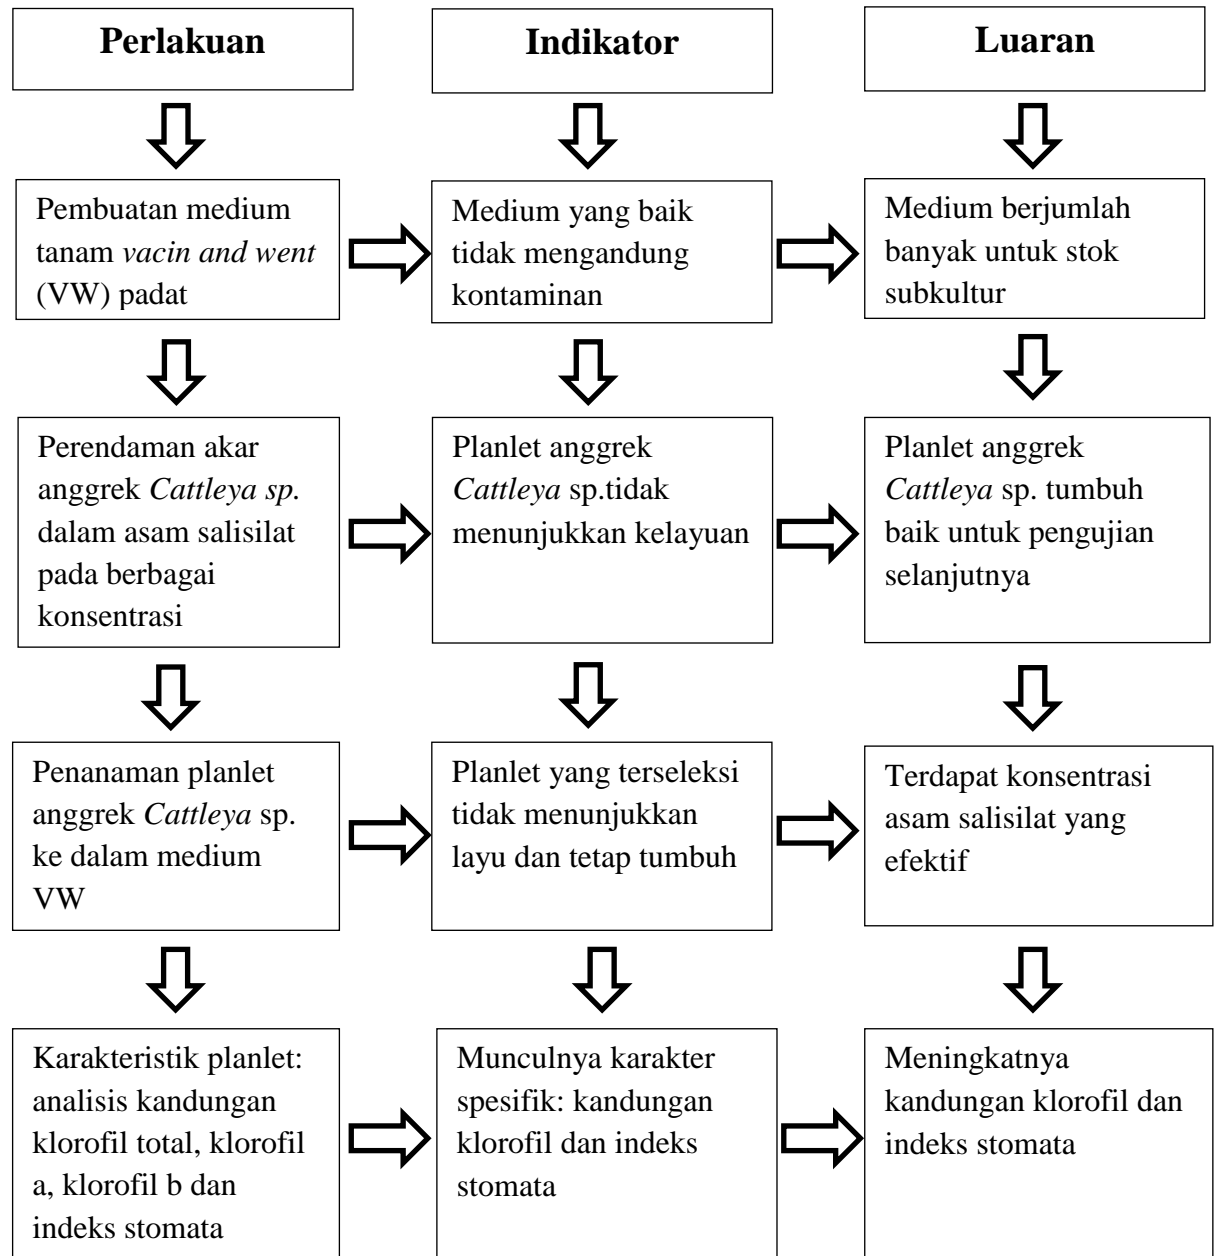 Perlakuan
Indikator
Luaran
Pembuatan medium
tanam vacin and went
(VW) padat
Medium yang baik
tidak mengandung
kontaminan
Medium berjumlah
banyak untuk stok
subkultur
Perendaman akar
anggrek Cattleya sp.
dalam asam salisilat
pada berbagai
konsentrasi
Planlet anggrek
Cattleya sp.tidak
menunjukkan kelayuan
Planlet anggrek
Cattleya sp. tumbuh
baik untuk pengujian
selanjutnya
Penanaman planlet
anggrek Cattleya sp.
ke dalam medium
VW
Planlet yang terseleksi
tidak menunjukkan
layu dan tetap tumbuh
Terdapat konsentrasi
asam salisilat yang
efektif
Karakteristik planlet:
analisis kandungan
klorofil total, klorofil
a, klorofil b dan
indeks stomata
Munculnya karakter
spesifik: kandungan
klorofil dan indeks
stomata
Meningkatnya
kandungan klorofil dan
indeks stomata